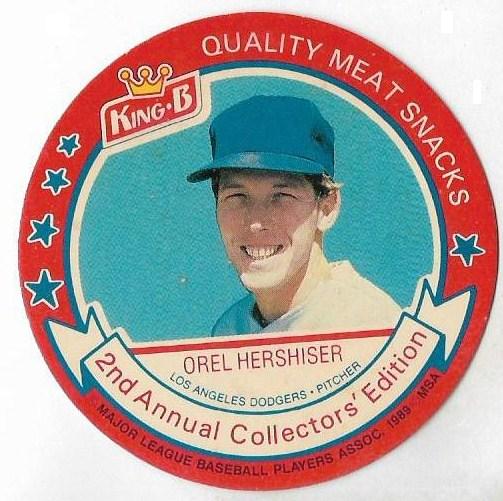 QUALITY MEAT SNACKS
KING·B
OREL HERSHISER
LOS ANGELES DODGERS · PITCHER
2nd Annual Collectors' Edition
MAJOR LEAGUE BASEBALL PLAYERS ASSOC. 1989 - MSA